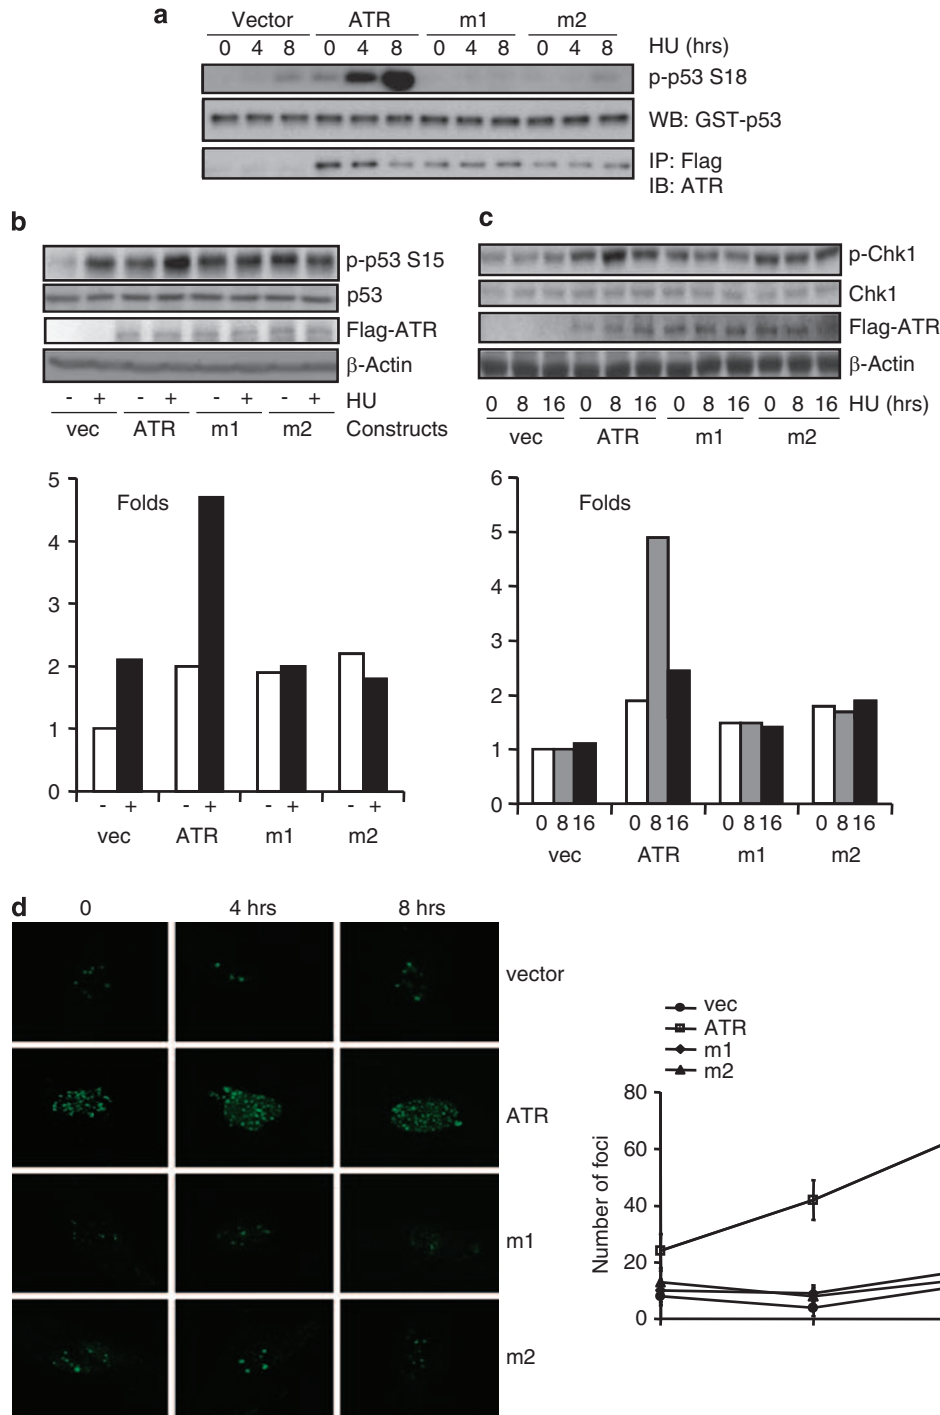 a
Vector ATR m1 m2
0 4 8 0 4 8 0 4 8 0 4 8 HU (hrs)
p-p53 S18
WB: GST-p53
IP: Flag
IB: ATR
b
p-p53 S15
p53
Flag-ATR
β-Actin
- + - + - + - + HU
vec ATR m1 m2 Constructs
5
Folds
4
3
2
1
0
- + - + - + - +
vec ATR m1 m2
c
p-Chk1
Chk1
Flag-ATR
β-Actin
0 8 16 0 8 16 0 8 16 0 8 16 HU (hrs)
vec ATR m1 m2
6
Folds
5
4
3
2
1
0
0 8 16 0 8 16 0 8 16 0 8 16
vec ATR m1 m2
d
0 4 hrs 8 hrs
vector
ATR
m1
m2
vec
ATR
m1
m2
80
60
40
20
0
Number of foci